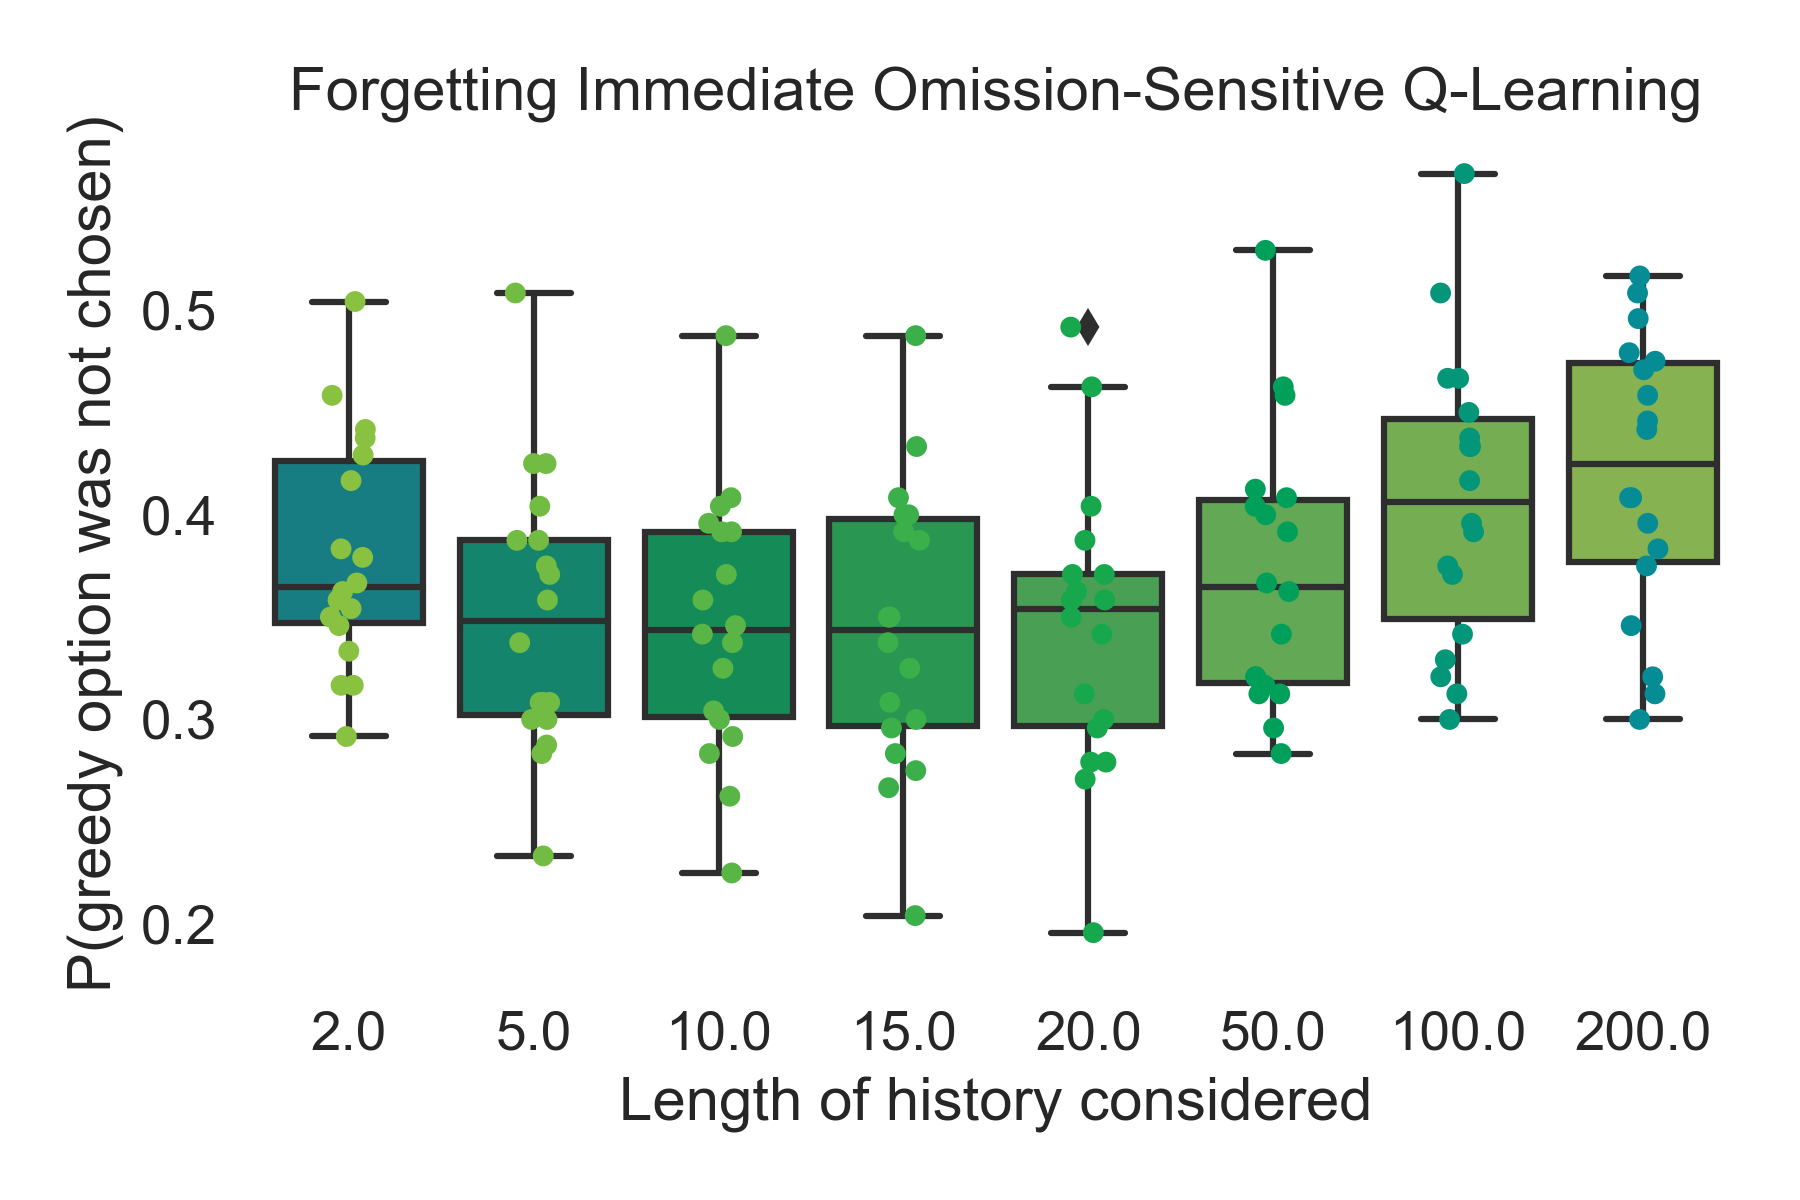 Forgetting Immediate Omission-Sensitive Q-Learning
P(greedy option was not chosen)
0.5
0.4
0.3
0.2
2.0 5.0 10.0 15.0 20.0 50.0 100.0 200.0
Length of history considered